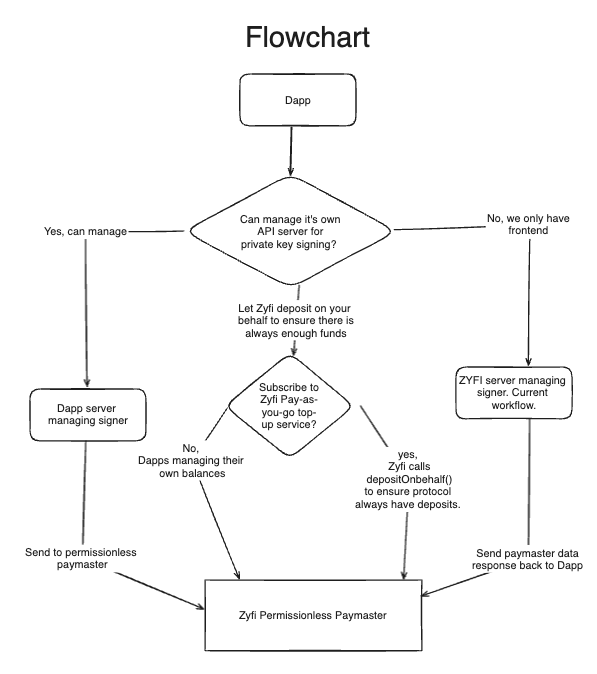 Flowchart
Dapp
Can manage it's own
API server for
private key signing?
Yes, can manage
No, we only have
frontend
Let Zyfi deposit on your
behalf to ensure there is
always enough funds
Subscribe to
Zyfi Pay-as-
you-go top-
up service?
ZYFI server managing
signer. Current
workflow.
Dapp server
managing signer
No,
Dapps managing their
own balances
yes,
Zyfi calls
depositOnbehalf()
to ensure protocol
always have deposits.
Send to permissionless
paymaster
Send paymaster data
response back to Dapp
Zyfi Permissionless Paymaster